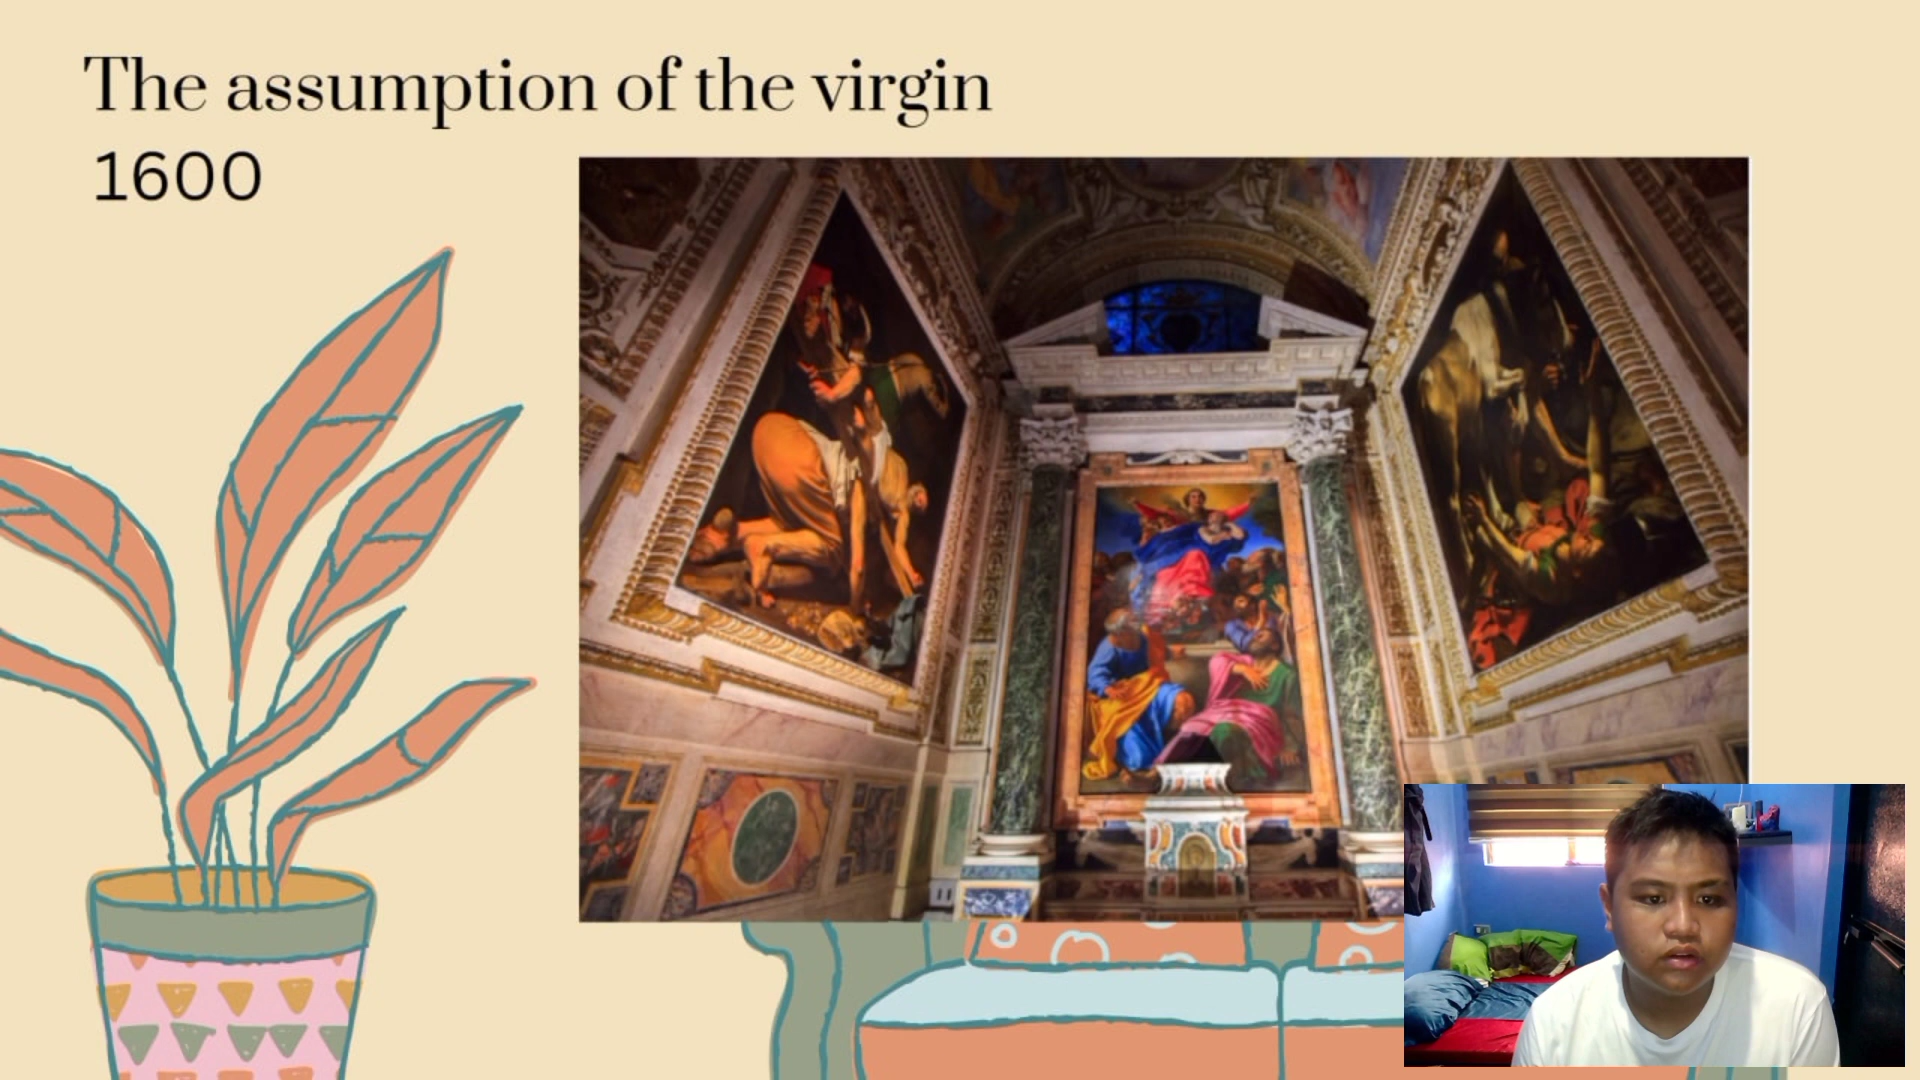 The assumption of the virgin
1600